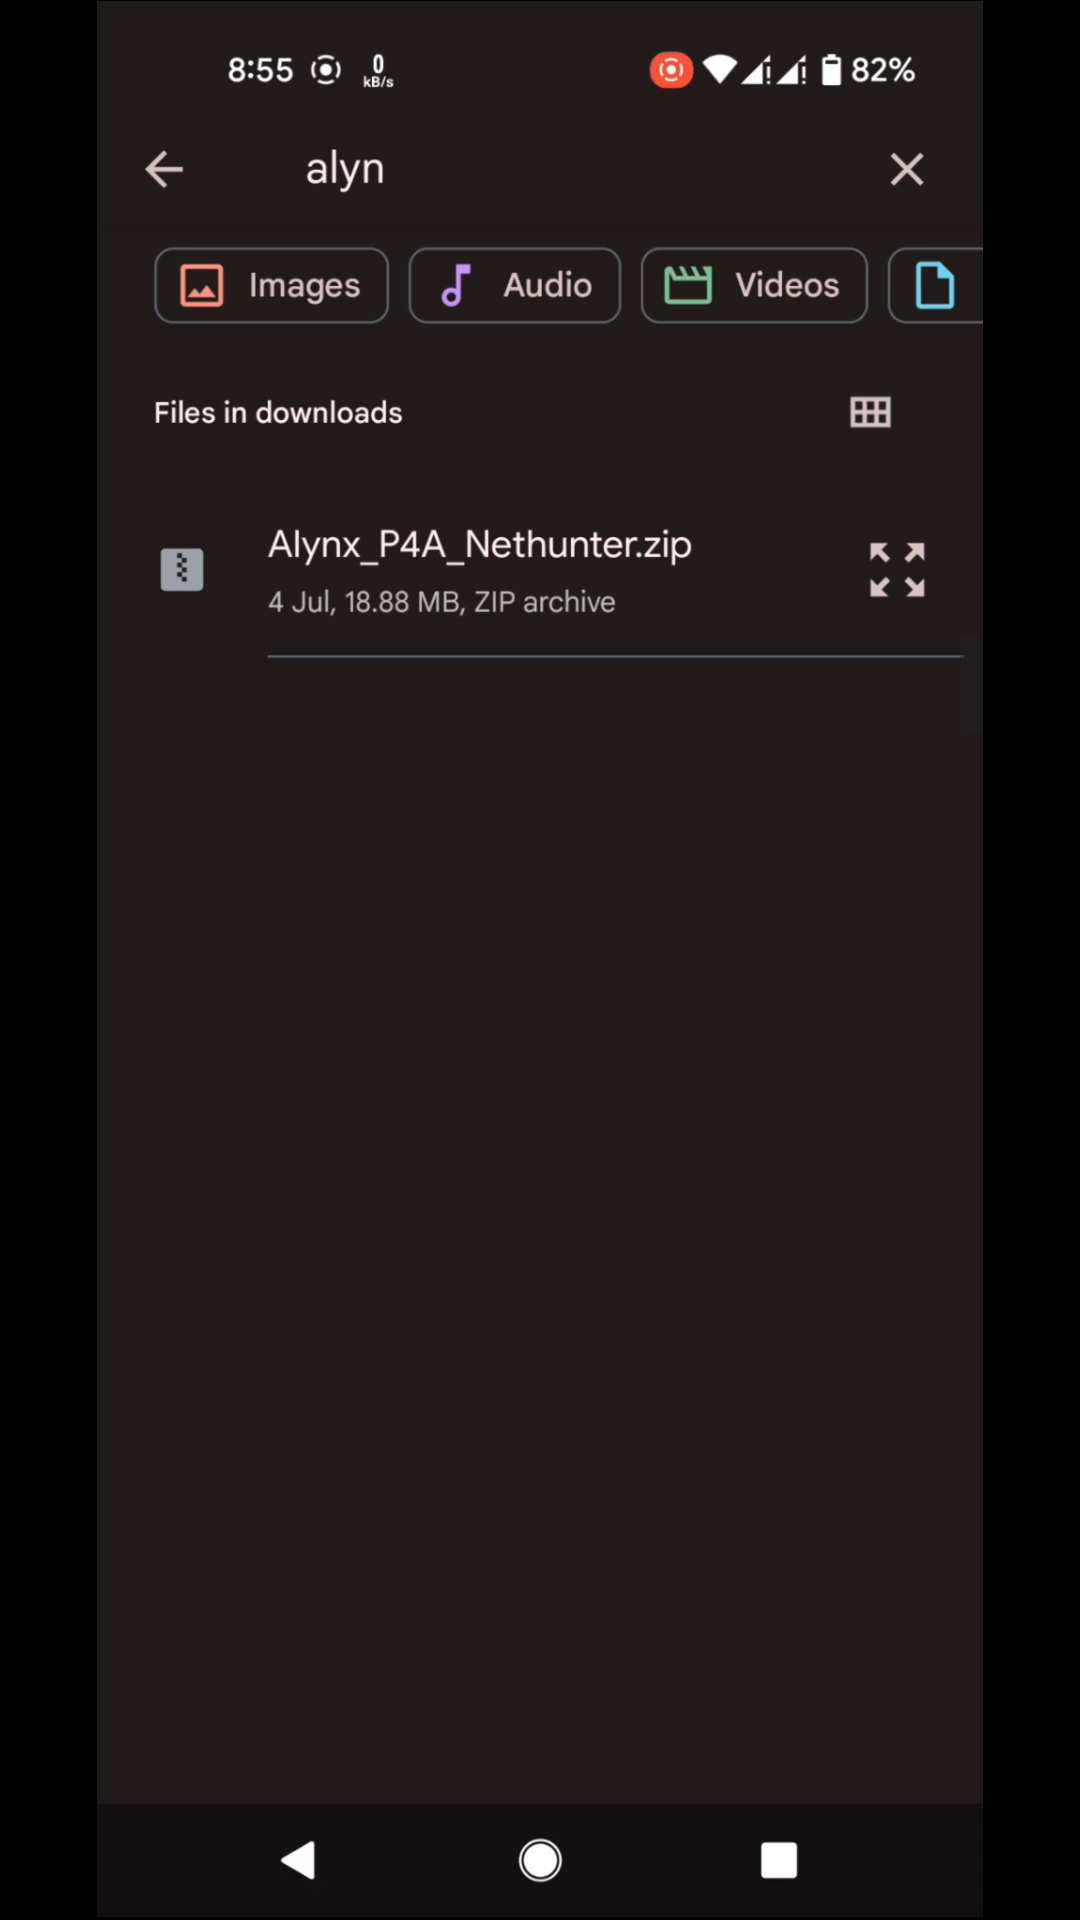 8:55 0 kB/s 82%
alyn
Images Audio Videos
Files in downloads
Alynx_P4A_Nethunter.zip
4 Jul, 18.88 MB, ZIP archive